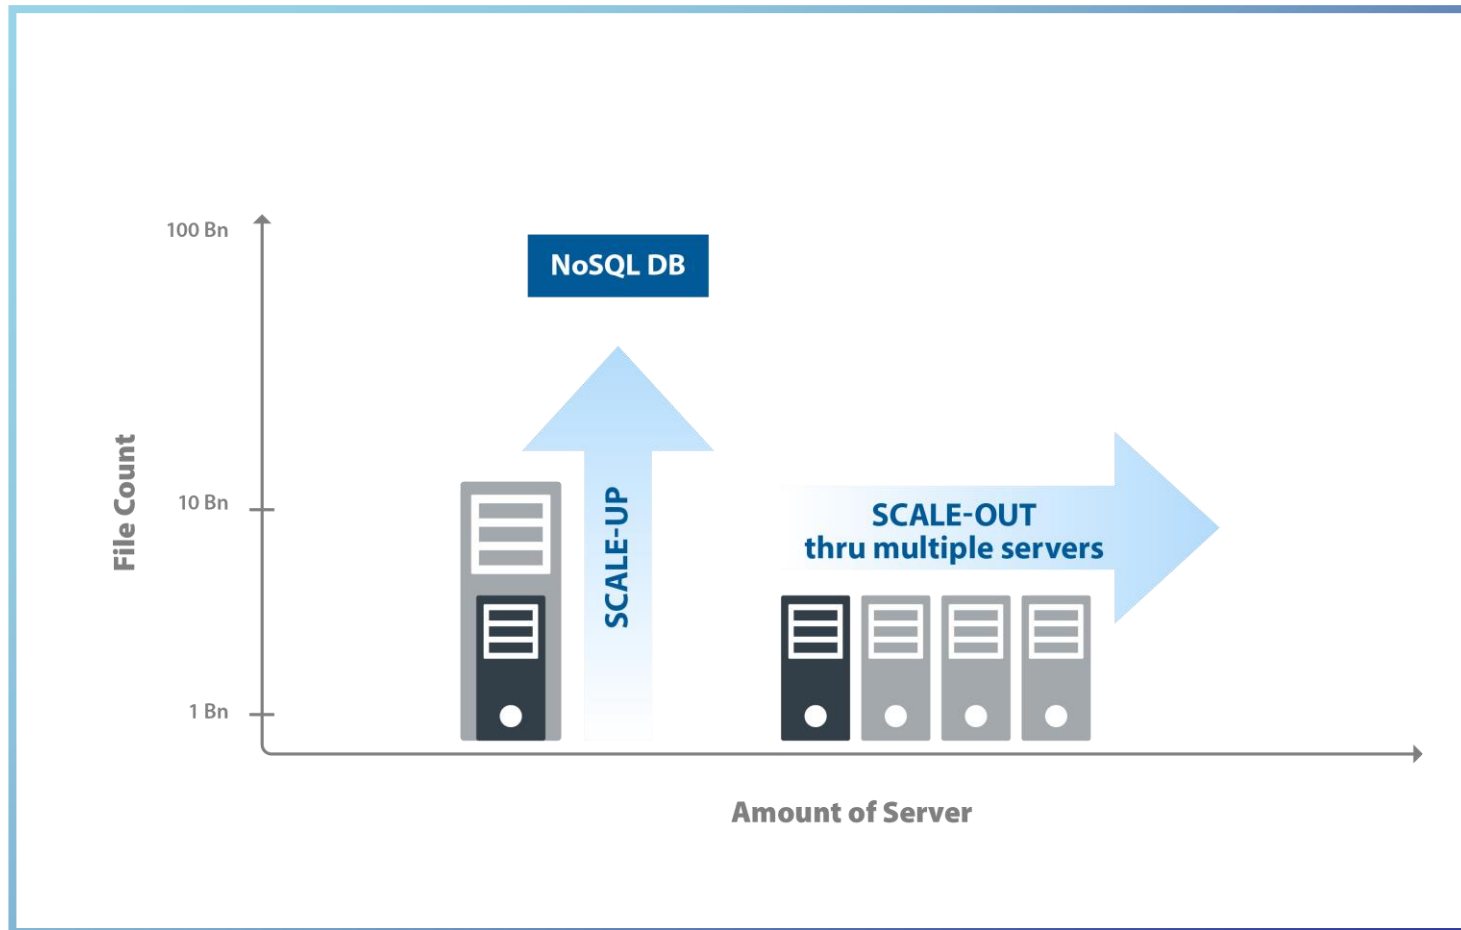 100 Bn
NoSQL DB
File Count
10 Bn
SCALE-UP
SCALE-OUT
thru multiple servers
1 Bn
Amount of Server